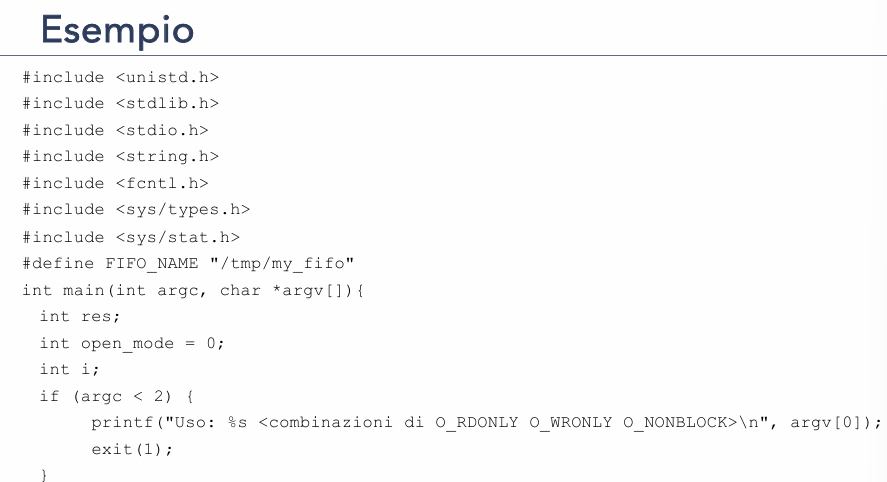 Esempio
#include <unistd.h>
#include <stdlib.h>
#include <stdio.h>
#include <string.h>
#include <fcntl.h>
#include <sys/types.h>
#include <sys/stat.h>
#define FIFO_NAME "/tmp/my_fifo"
int main(int argc, char *argv[]){
int res;
int open_mode = 0;
int i;
if (argc < 2) {
printf("Uso: %s <combinazioni di O_RDONLY O_WRONLY O_NONBLOCK>\n", argv[0]);
exit(1);
}